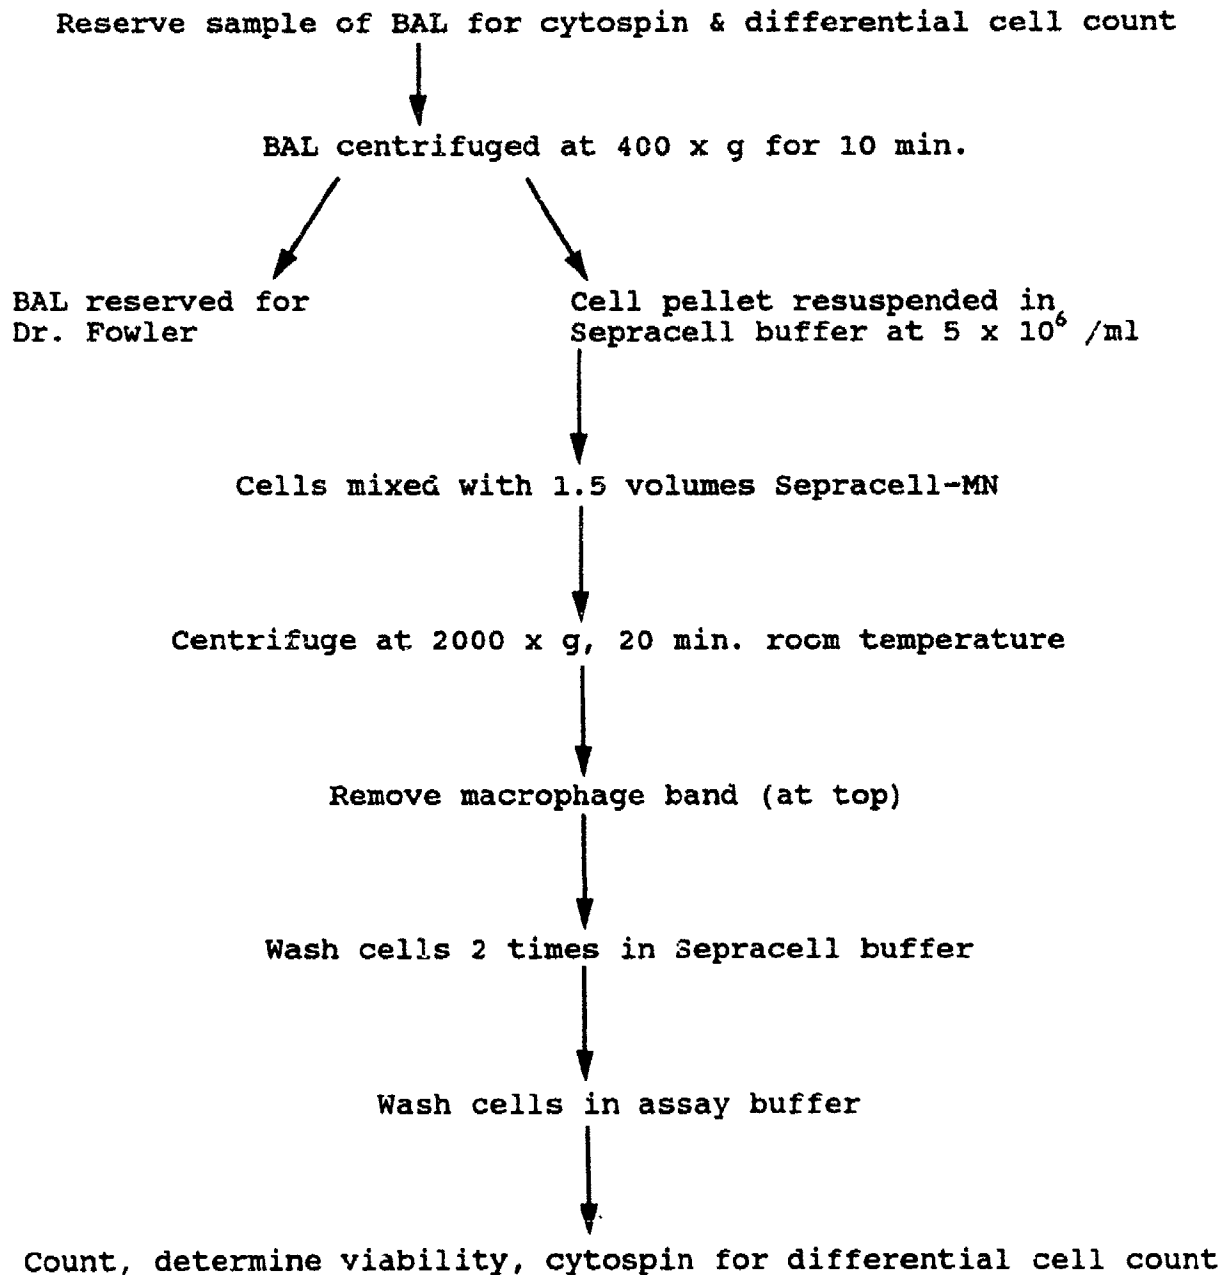 Reserve sample of BAL for cytospin & differential cell count
BAL centrifuged at 400 x g for 10 min.
BAL reserved for
Dr. Fowler
Cell pellet resuspended in
Sepracell buffer at 5 x 10⁶ /ml
Cells mixed with 1.5 volumes Sepracell-MN
Centrifuge at 2000 x g, 20 min. room temperature
Remove macrophage band (at top)
Wash cells 2 times in Sepracell buffer
Wash cells in assay buffer
Count, determine viability, cytospin for differential cell count